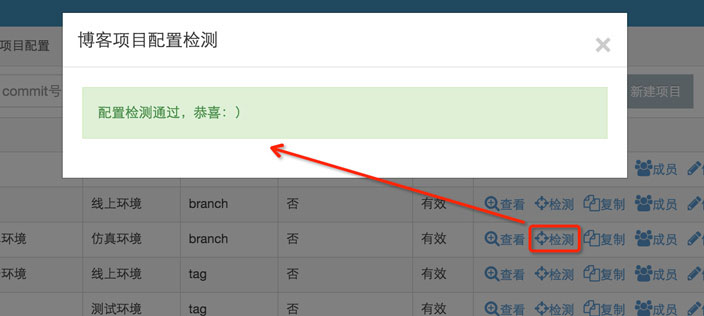 博客项目配置检测
×
项目配置
commit号
新建项目
配置检测通过，恭喜：）
成员
线上环境 branch 否 有效 查看 检测 复制 成员
环境 仿真环境 branch 否 有效 查看 检测 复制 成员
线上环境 tag 否 有效 查看 检测 复制 成员
测试环境 tag 否 有效 查看 检测 复制 成员